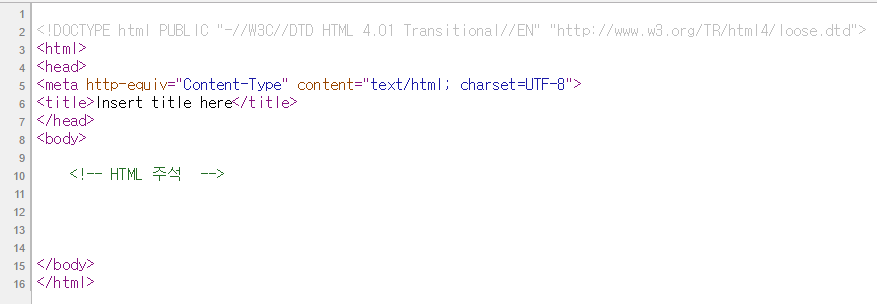 1
2 <!DOCTYPE html PUBLIC "-//W3C//DTD HTML 4.01 Transitional//EN" "http://www.w3.org/TR/html4/loose.dtd">
3 <html>
4 <head>
5 <meta http-equiv="Content-Type" content="text/html; charset=UTF-8">
6 <title>Insert title here</title>
7 </head>
8 <body>
9
10 <!-- HTML 주석  -->
11
12
13
14
15 </body>
16 </html>